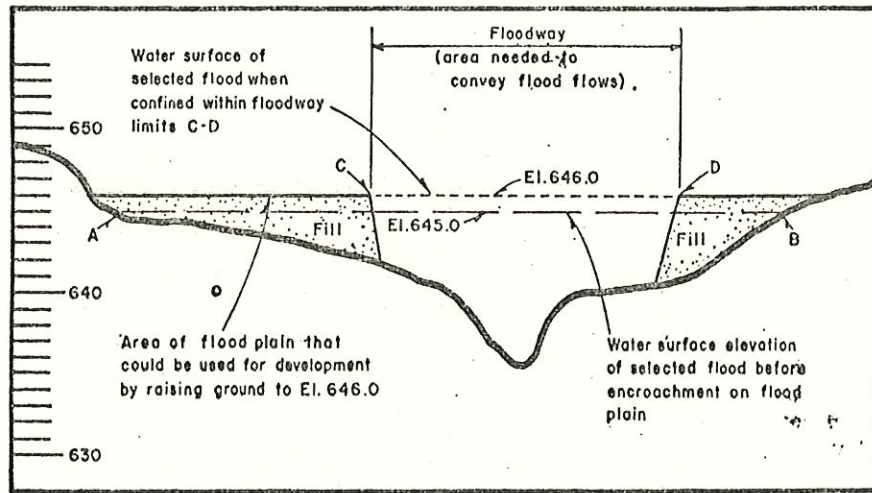 Floodway
(area needed to
convey flood flows)
Water surface of
selected flood when
confined within floodway
limits C-D
650
C
D
El.646.0
El.645.0
A
Fill
Fill
B
640
Area of flood plain that
could be used for development
by raising ground to El. 646.0
Water surface elevation
of selected flood before
encroachment on flood
plain
630